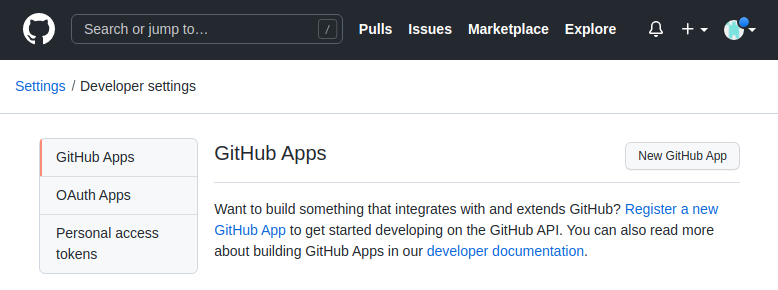 Search or jump to… /
Pulls Issues Marketplace Explore
Settings / Developer settings
GitHub Apps
OAuth Apps
Personal access
tokens
GitHub Apps
New GitHub App
Want to build something that integrates with and extends GitHub? Register a new
GitHub App to get started developing on the GitHub API. You can also read more
about building GitHub Apps in our developer documentation.